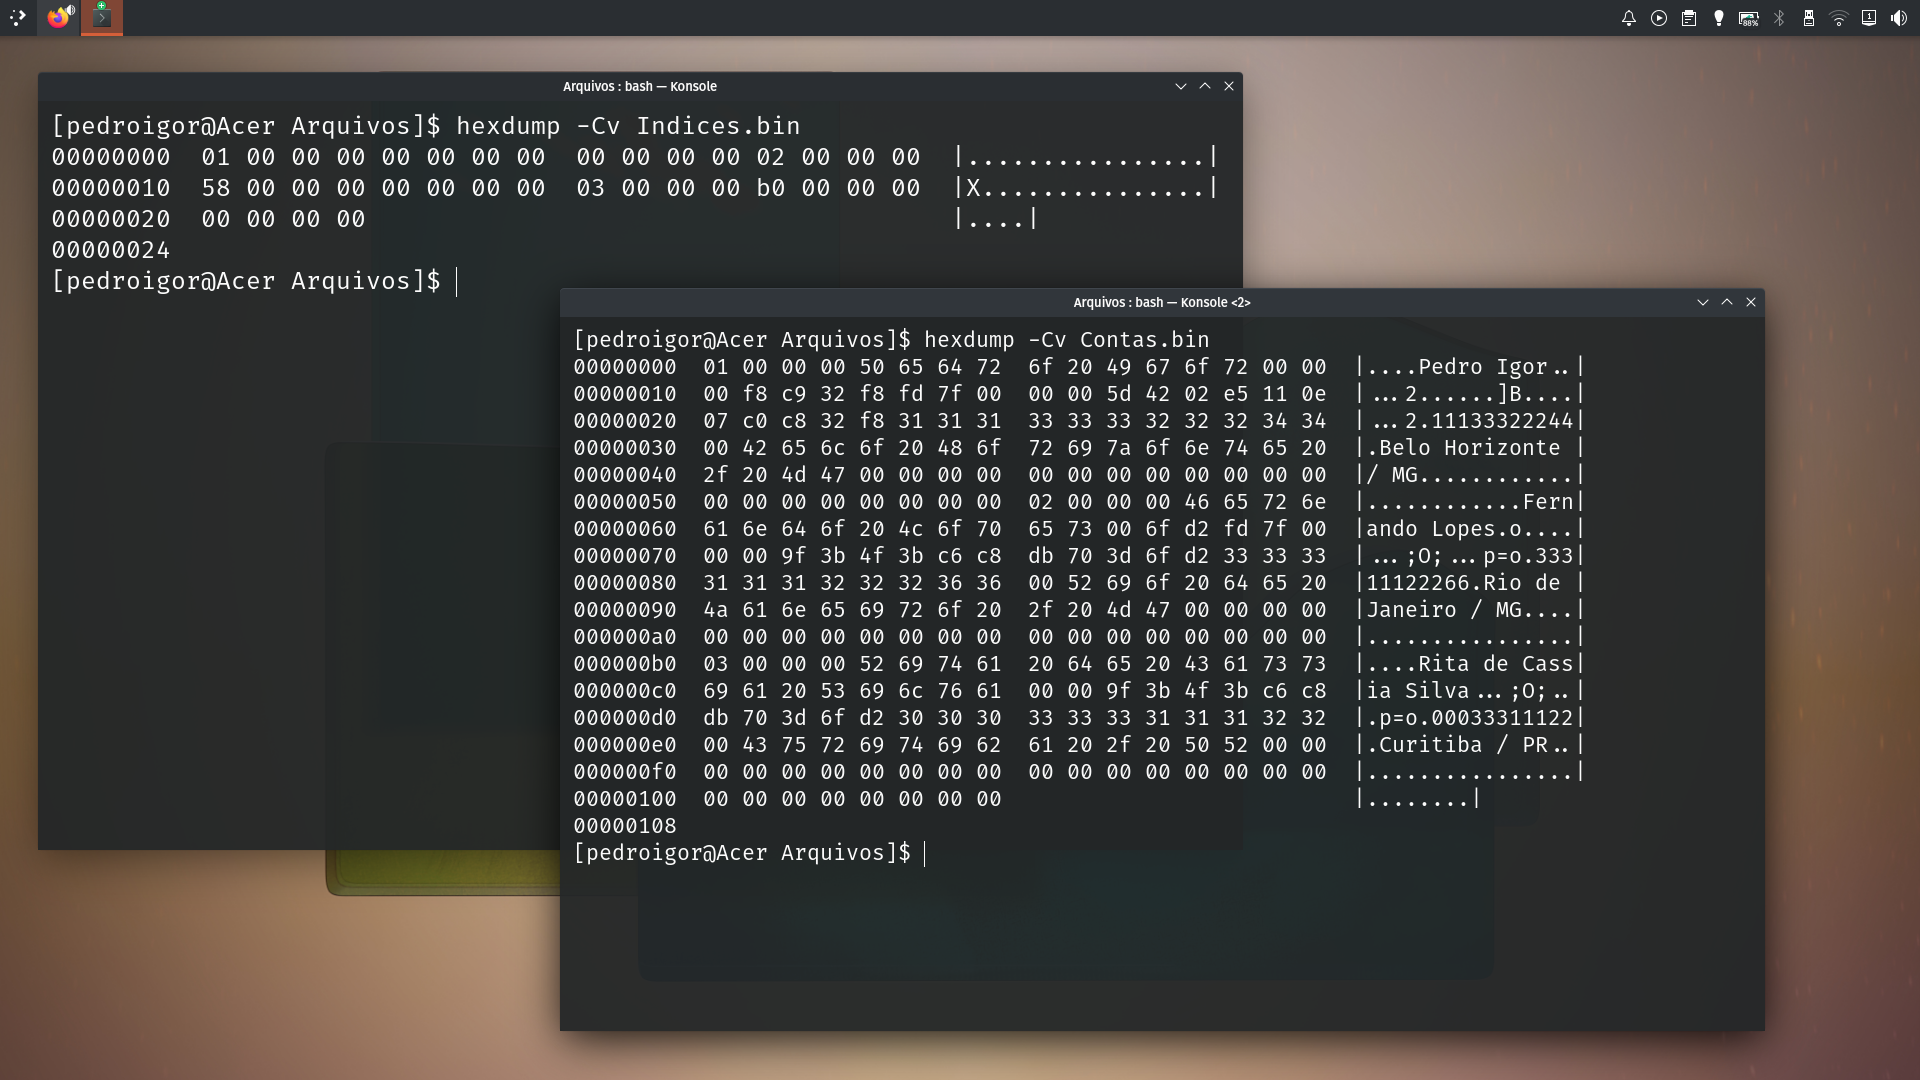 88%
1
Arquivos : bash — Konsole
[pedroigor@Acer Arquivos]$ hexdump -Cv Indices.bin
00000000  01 00 00 00 00 00 00 00  00 00 00 00 02 00 00 00  |................|
00000010  58 00 00 00 00 00 00 00  03 00 00 00 b0 00 00 00  |X...............|
00000020  00 00 00 00                                       |....|
00000024
[pedroigor@Acer Arquivos]$
Arquivos : bash — Konsole <2>
[pedroigor@Acer Arquivos]$ hexdump -Cv Contas.bin
00000000  01 00 00 00 50 65 64 72  6f 20 49 67 6f 72 00 00  |....Pedro Igor..|
00000010  00 f8 c9 32 f8 fd 7f 00  00 00 5d 42 02 e5 11 0e  |...2......]B....|
00000020  07 c0 c8 32 f8 31 31 31  33 33 33 32 32 32 34 34  |...2.11133322244|
00000030  00 42 65 6c 6f 20 48 6f  72 69 7a 6f 6e 74 65 20  |.Belo Horizonte |
00000040  2f 20 4d 47 00 00 00 00  00 00 00 00 00 00 00 00  |/ MG............|
00000050  00 00 00 00 00 00 00 00  02 00 00 00 46 65 72 6e  |............Fern|
00000060  61 6e 64 6f 20 4c 6f 70  65 73 00 6f d2 fd 7f 00  |ando Lopes.o....|
00000070  00 00 9f 3b 4f 3b c6 c8  db 70 3d 6f d2 33 33 33  |...;O;...p=o.333|
00000080  31 31 31 32 32 32 36 36  00 52 69 6f 20 64 65 20  |11122266.Rio de |
00000090  4a 61 6e 65 69 72 6f 20  2f 20 4d 47 00 00 00 00  |Janeiro / MG....|
000000a0  00 00 00 00 00 00 00 00  00 00 00 00 00 00 00 00  |................|
000000b0  03 00 00 00 52 69 74 61  20 64 65 20 43 61 73 73  |....Rita de Cass|
000000c0  69 61 20 53 69 6c 76 61  00 00 9f 3b 4f 3b c6 c8  |ia Silva...;O;..|
000000d0  db 70 3d 6f d2 30 30 30  33 33 33 31 31 31 32 32  |.p=o.00033311122|
000000e0  00 43 75 72 69 74 69 62  61 20 2f 20 50 52 00 00  |.Curitiba / PR..|
000000f0  00 00 00 00 00 00 00 00  00 00 00 00 00 00 00 00  |................|
00000100  00 00 00 00 00 00 00 00                           |........|
00000108
[pedroigor@Acer Arquivos]$